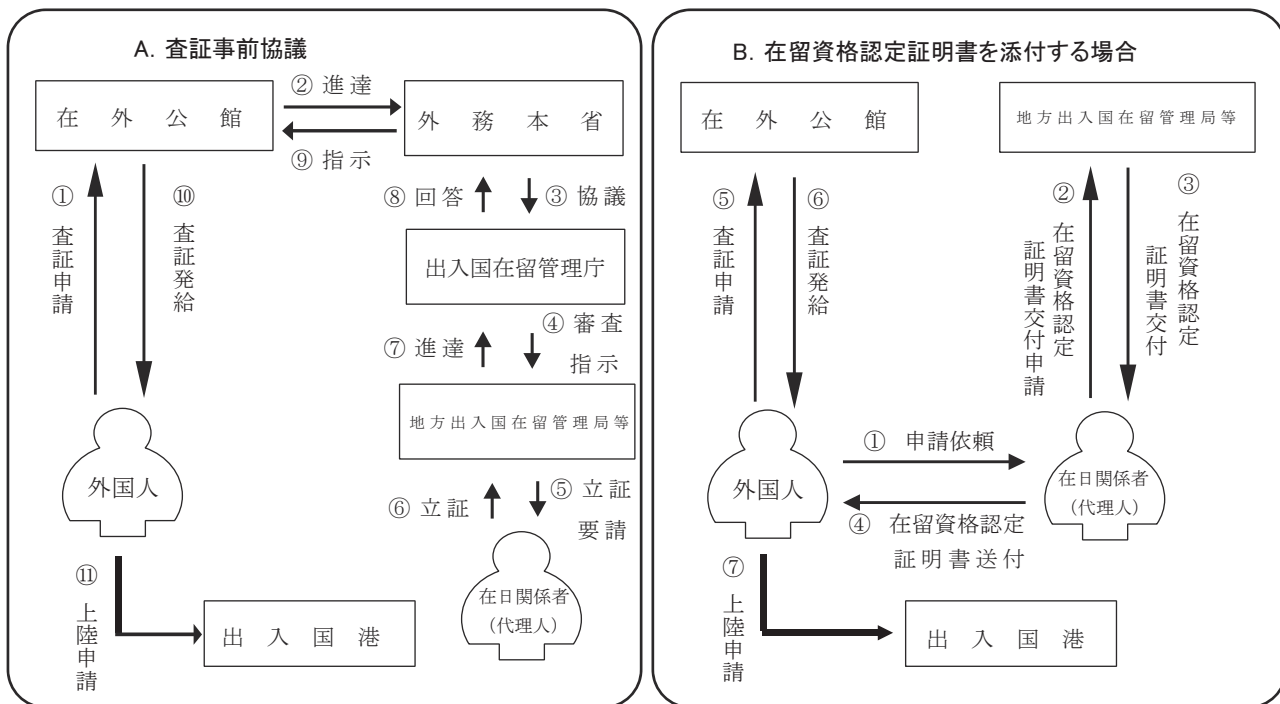 A. 査証事前協議
在外公館
② 進達
⑨ 指示
外務本省
① 査証申請
⑩ 査証発給
⑧ 回答
③ 協議
出入国在留管理庁
⑦ 進達
④ 審査
指示
地方出入国在留管理局等
⑥ 立証
⑤ 立証
要請
外国人
在日関係者
(代理人)
⑪ 上陸申請
出入国港
B. 在留資格認定証明書を添付する場合
在外公館
地方出入国在留管理局等
⑤ 査証申請
⑥ 査証発給
② 在留資格認定
証明書交付申請
③ 在留資格認定
証明書交付
① 申請依頼
外国人
在日関係者
(代理人)
④ 在留資格認定
証明書送付
⑦ 上陸申請
出入国港